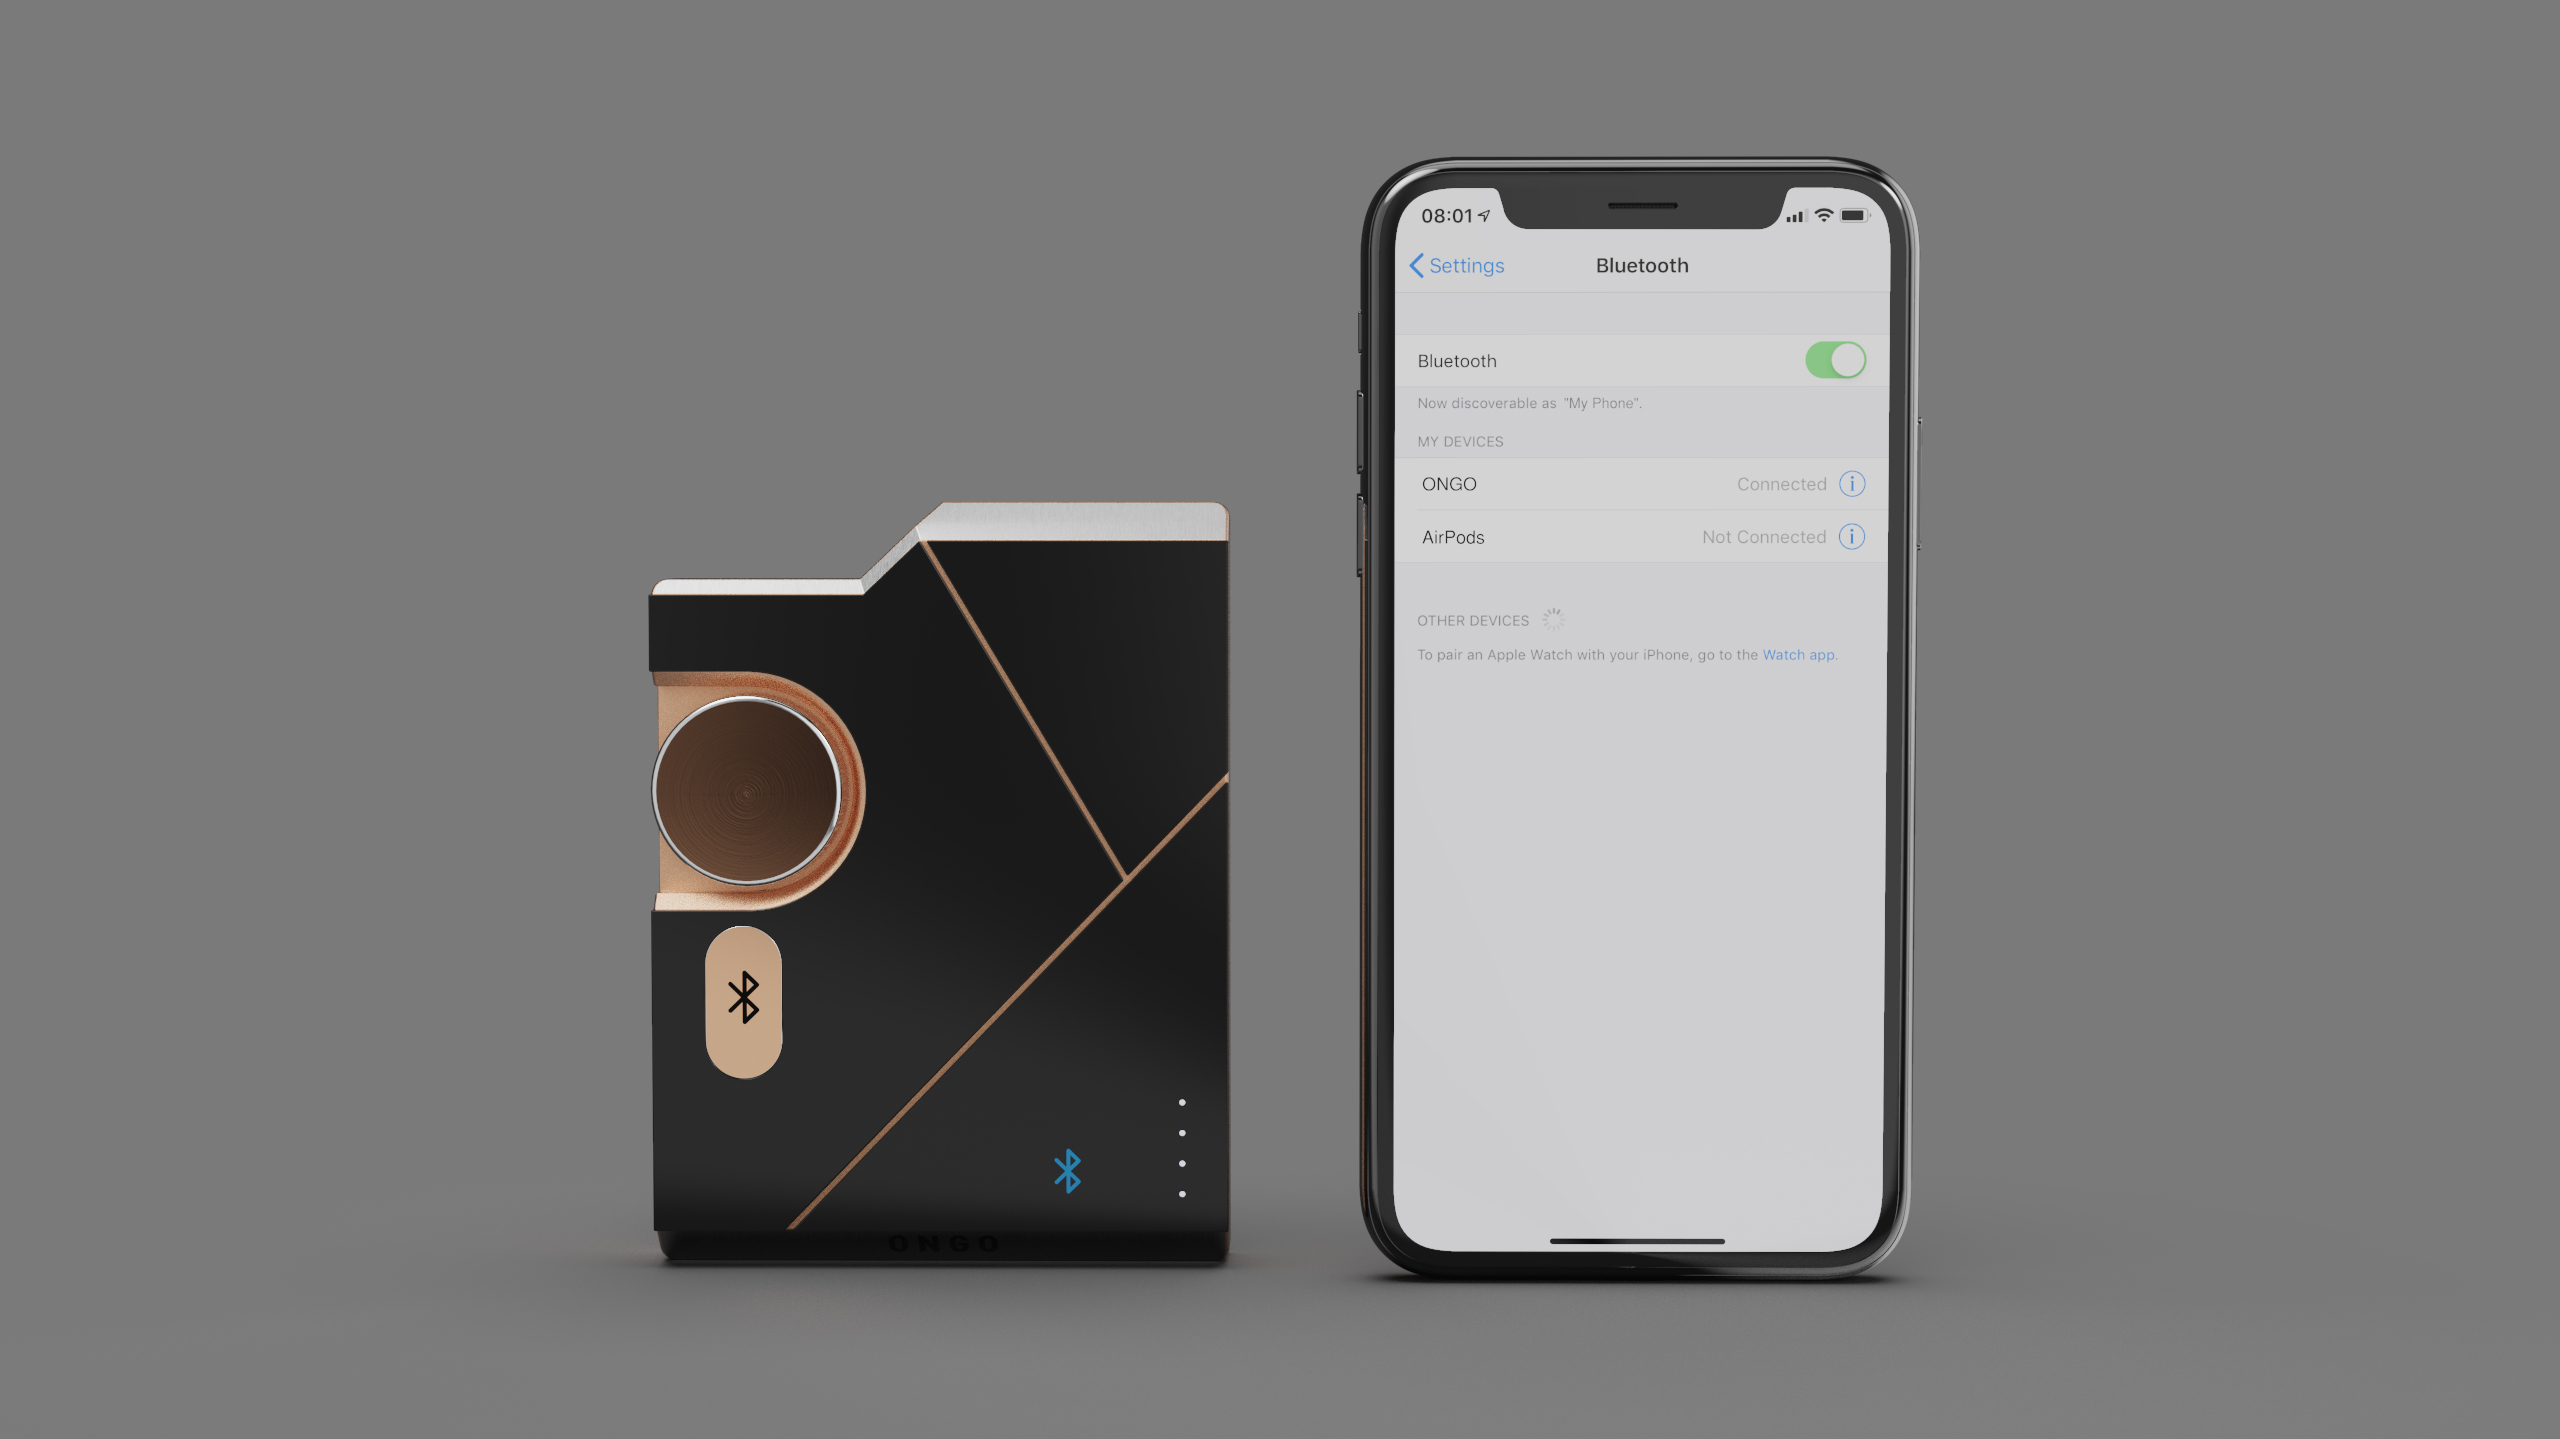 08:01
Settings
Bluetooth
Bluetooth
Now discoverable as "My Phone".
MY DEVICES
ONGO Connected
AirPods Not Connected
OTHER DEVICES
To pair an Apple Watch with your iPhone, go to the Watch app.
ONGO